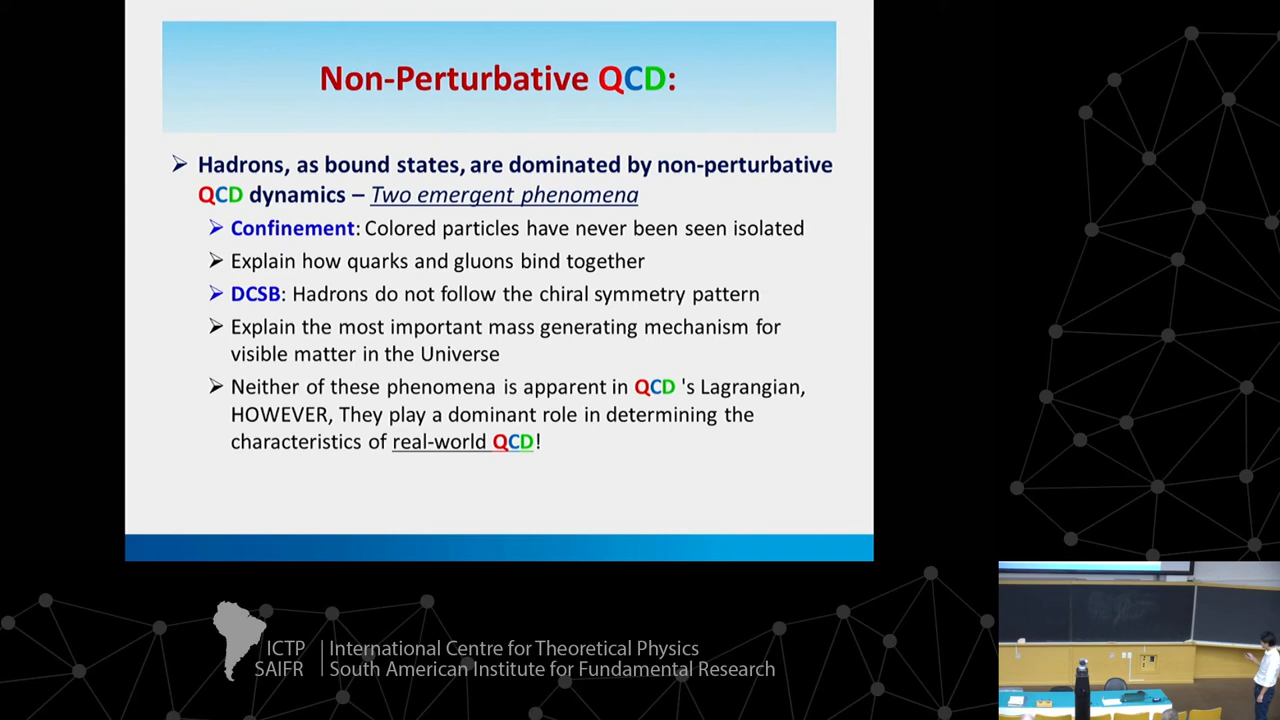 Non-Perturbative QCD:
Hadrons, as bound states, are dominated by non-perturbative
QCD dynamics – Two emergent phenomena
Confinement: Colored particles have never been seen isolated
Explain how quarks and gluons bind together
DCSB: Hadrons do not follow the chiral symmetry pattern
Explain the most important mass generating mechanism for
visible matter in the Universe
Neither of these phenomena is apparent in QCD 's Lagrangian,
HOWEVER, They play a dominant role in determining the
characteristics of real-world QCD!
ICTP
SAIFR
International Centre for Theoretical Physics
South American Institute for Fundamental Research